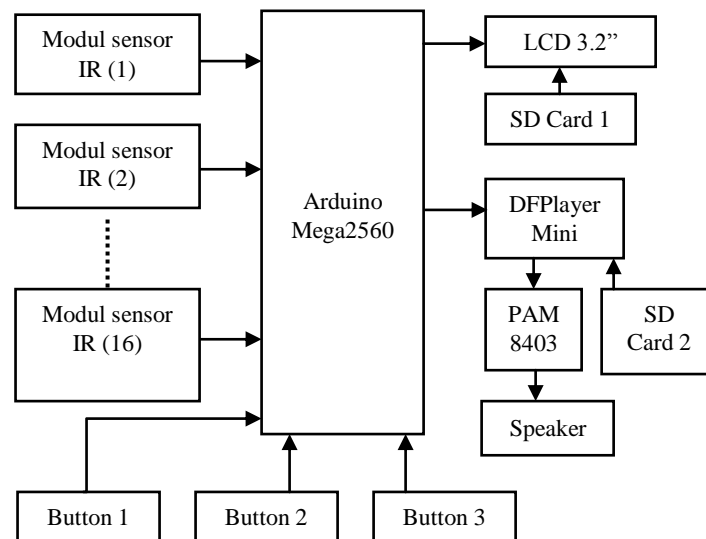 Modul sensor
IR (1)
Modul sensor
IR (2)
Modul sensor
IR (16)
Arduino
Mega2560
LCD 3.2”
SD Card 1
DFPlayer
Mini
PAM
8403
SD
Card 2
Speaker
Button 1
Button 2
Button 3